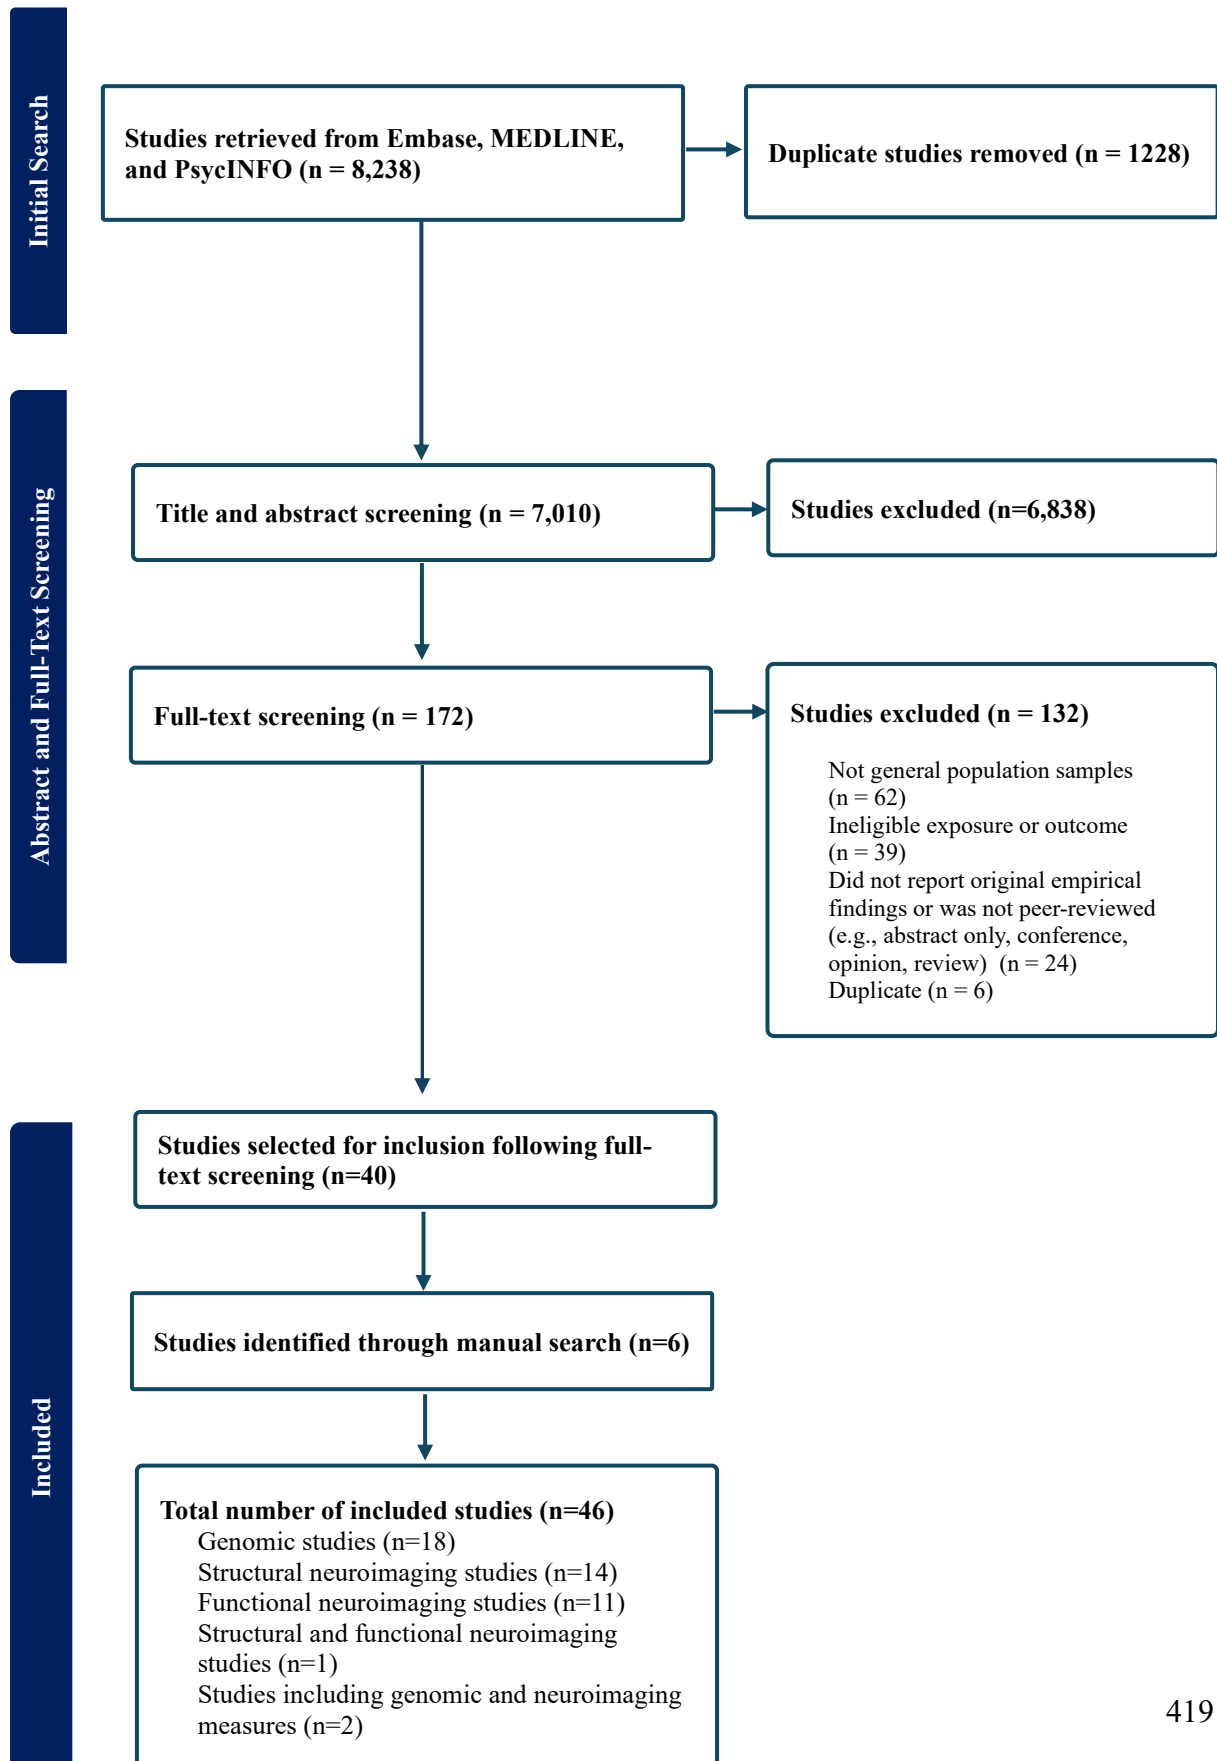 Initial Search
Studies retrieved from Embase, MEDLINE,
and PsycINFO (n = 8,238)
Duplicate studies removed (n = 1228)
Abstract and Full-Text Screening
Title and abstract screening (n = 7,010)
Studies excluded (n=6,838)
Full-text screening (n = 172)
Studies excluded (n = 132)
Not general population samples
(n = 62)
Ineligible exposure or outcome
(n = 39)
Did not report original empirical
findings or was not peer-reviewed
(e.g., abstract only, conference,
opinion, review)  (n = 24)
Duplicate (n = 6)
Included
Studies selected for inclusion following full-
text screening (n=40)
Studies identified through manual search (n=6)
Total number of included studies (n=46)
Genomic studies (n=18)
Structural neuroimaging studies (n=14)
Functional neuroimaging studies (n=11)
Structural and functional neuroimaging
studies (n=1)
Studies including genomic and neuroimaging
measures (n=2)
419